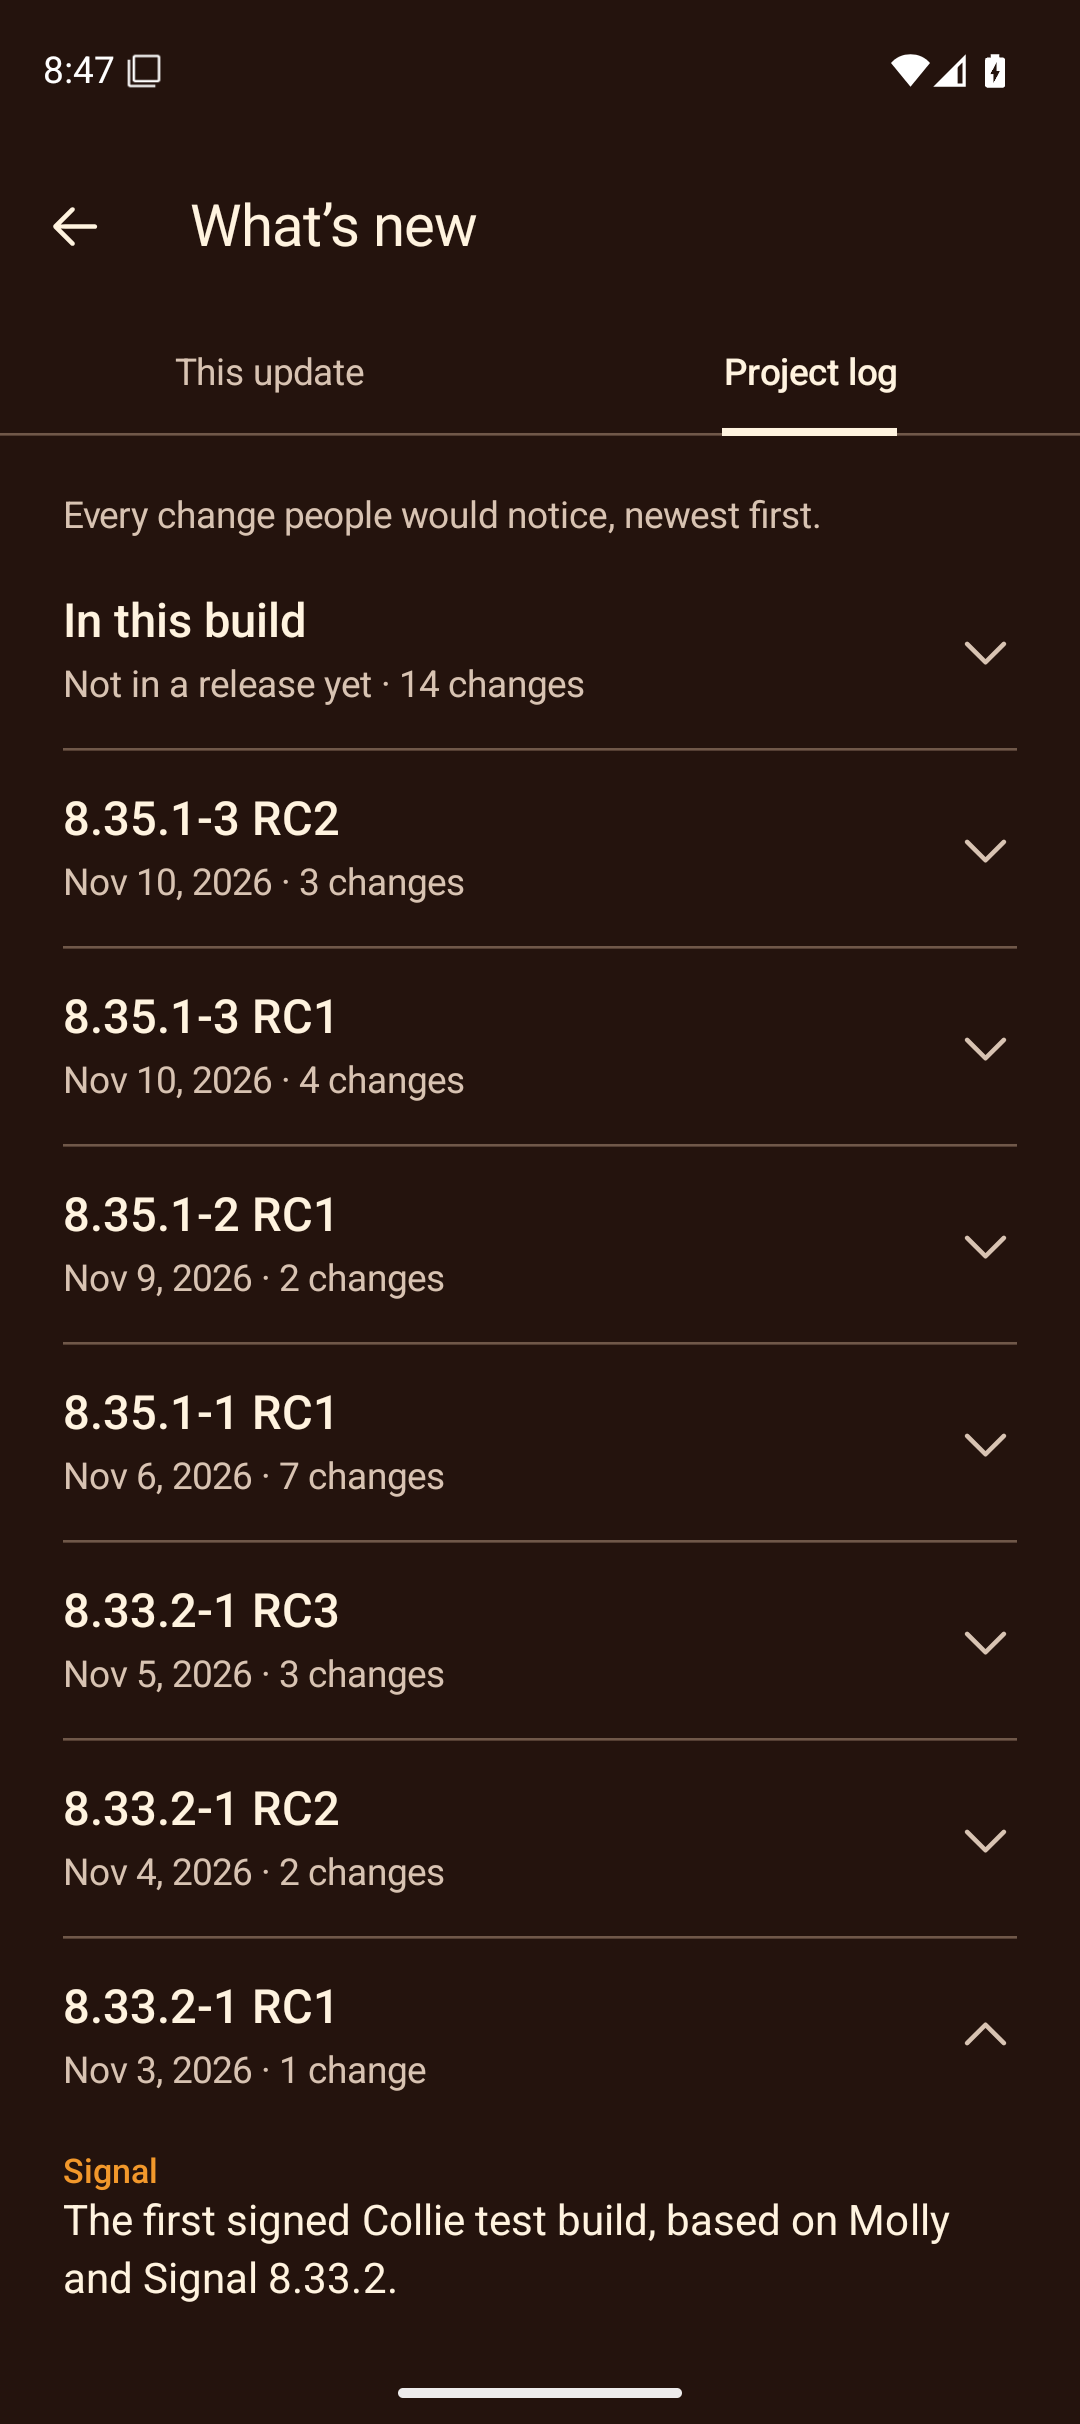 8:47
What’s new
This update
Project log
Every change people would notice, newest first.
In this build
Not in a release yet · 14 changes
8.35.1-3 RC2
Nov 10, 2026 · 3 changes
8.35.1-3 RC1
Nov 10, 2026 · 4 changes
8.35.1-2 RC1
Nov 9, 2026 · 2 changes
8.35.1-1 RC1
Nov 6, 2026 · 7 changes
8.33.2-1 RC3
Nov 5, 2026 · 3 changes
8.33.2-1 RC2
Nov 4, 2026 · 2 changes
8.33.2-1 RC1
Nov 3, 2026 · 1 change
Signal
The first signed Collie test build, based on Molly
and Signal 8.33.2.